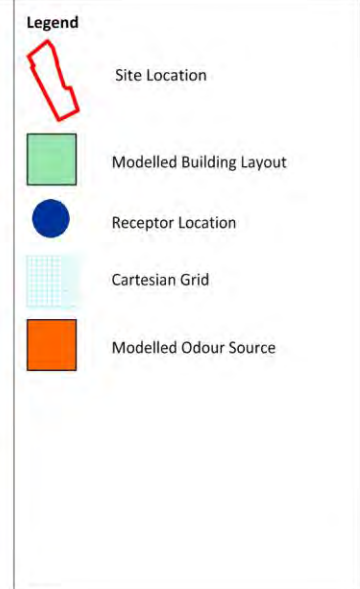 Legend
Site Location
Modelled Building Layout
Receptor Location
Cartesian Grid
Modelled Odour Source